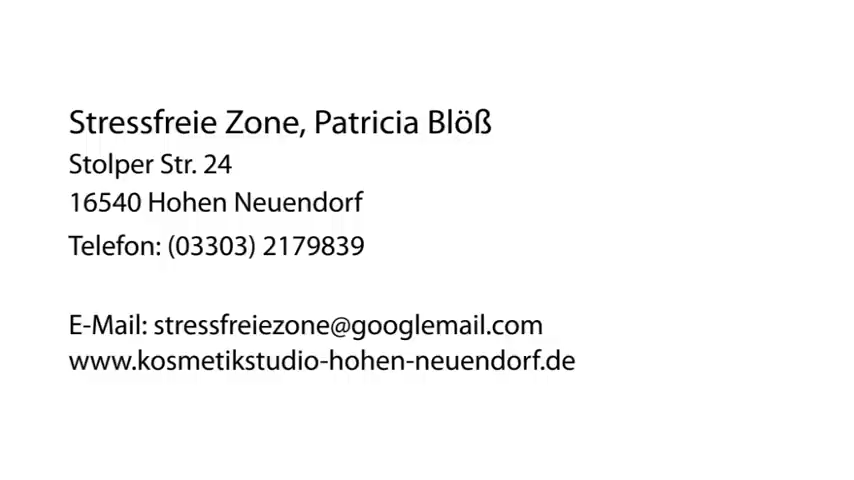 Stressfreie Zone, Patricia Blöß
Stolper Str. 24
16540 Hohen Neuendorf
Telefon: (03303) 2179839
E-Mail: stressfreiezone@googlemail.com
www.kosmetikstudio-hohen-neuendorf.de